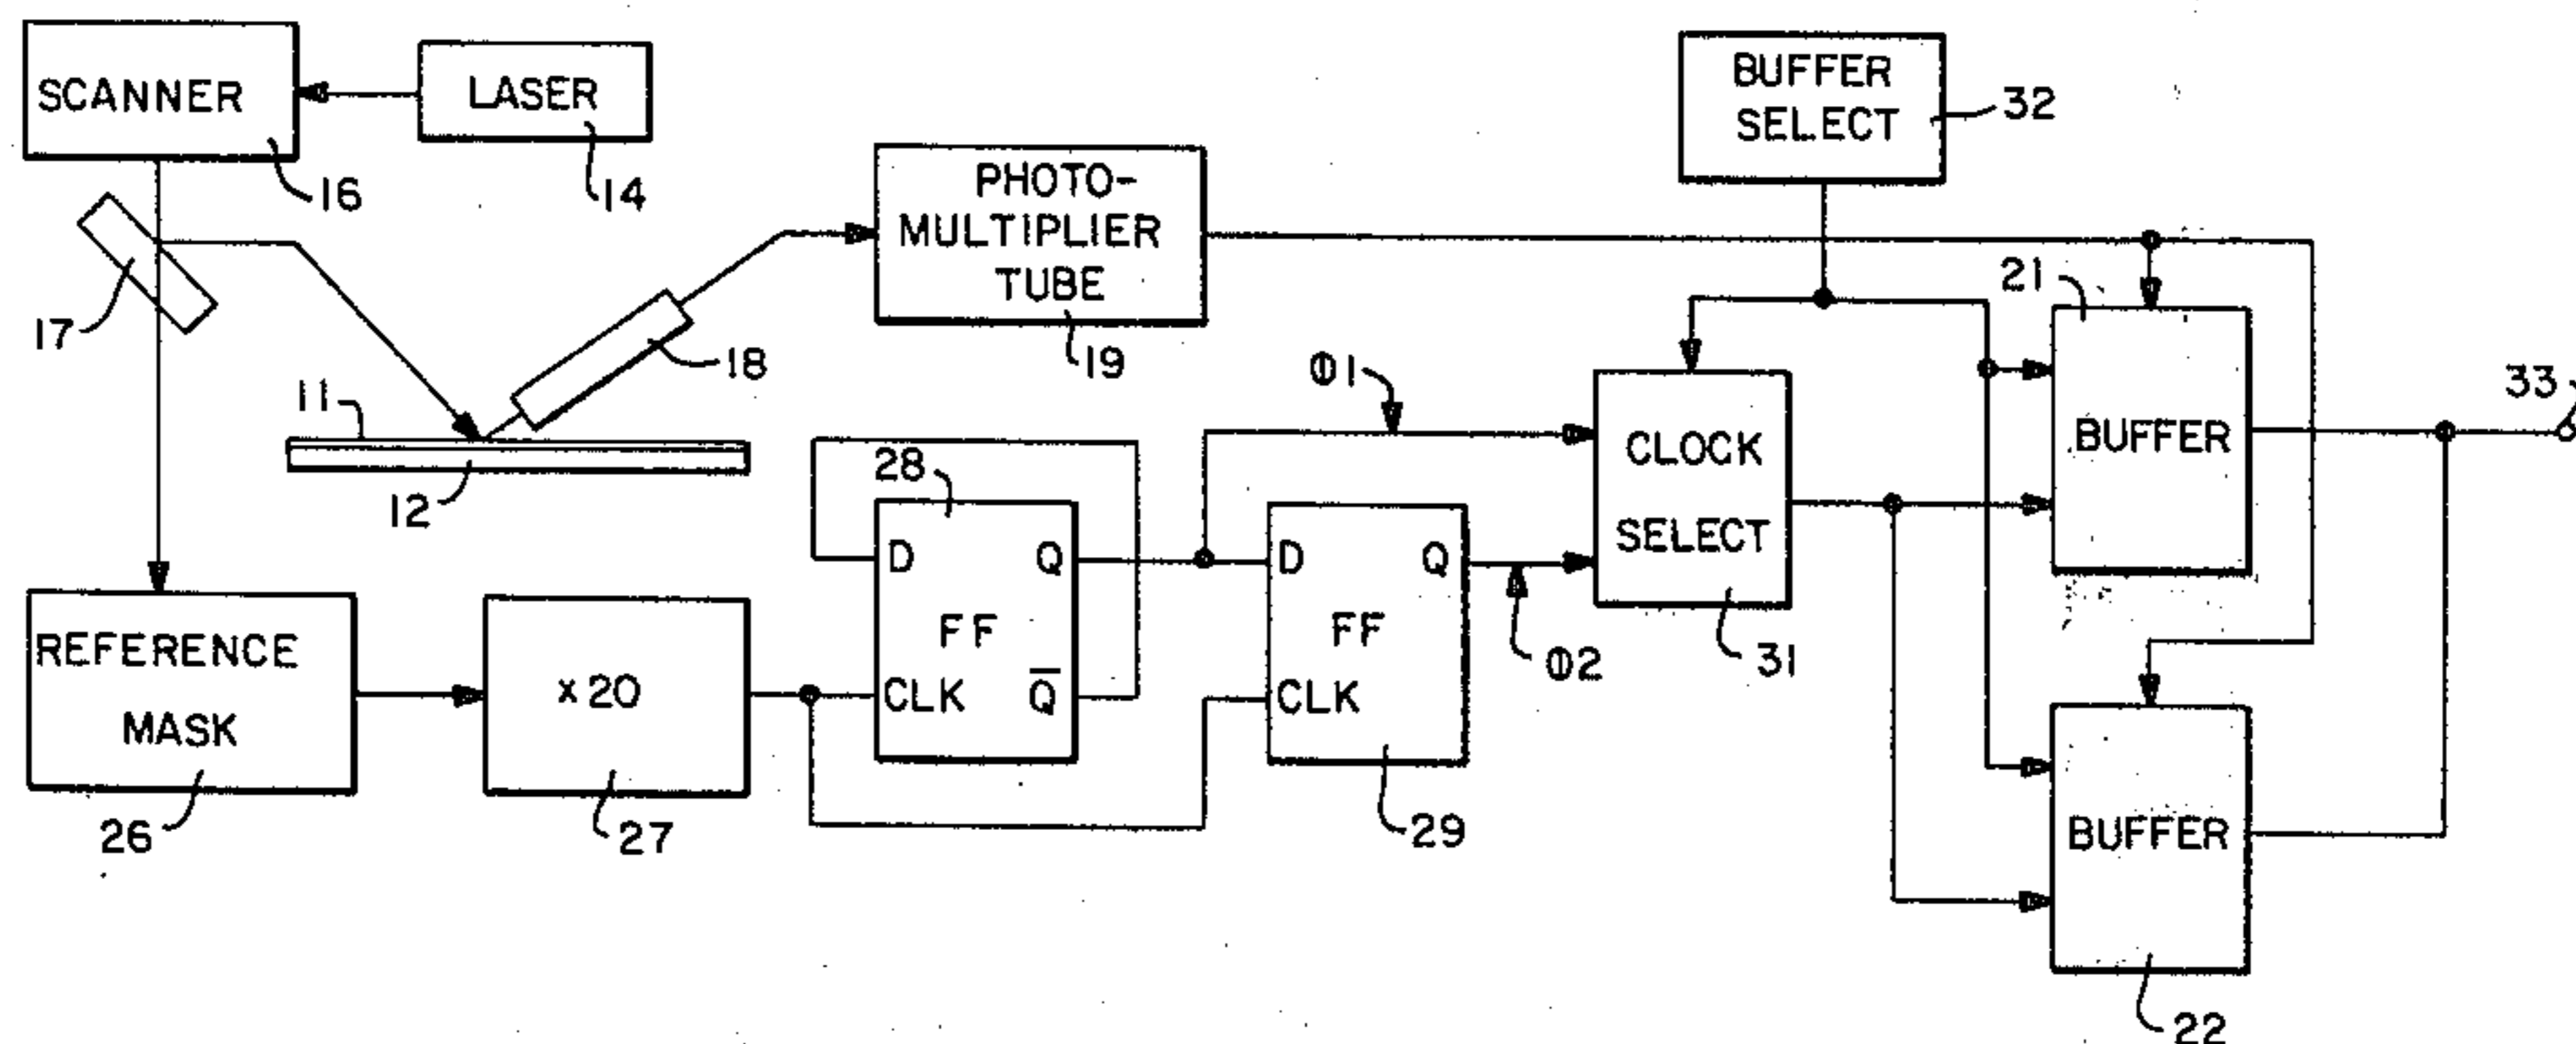 SCANNER
LASER
14
16
17
PHOTO-
MULTIPLIER
TUBE
19
18
11
12
BUFFER
SELECT
32
21
BUFFER
33
Φ1
CLOCK
SELECT
31
28
D Q
FF
CLK Q̅
D Q
FF
CLK
29
Φ2
REFERENCE
MASK
26
x20
27
BUFFER
22